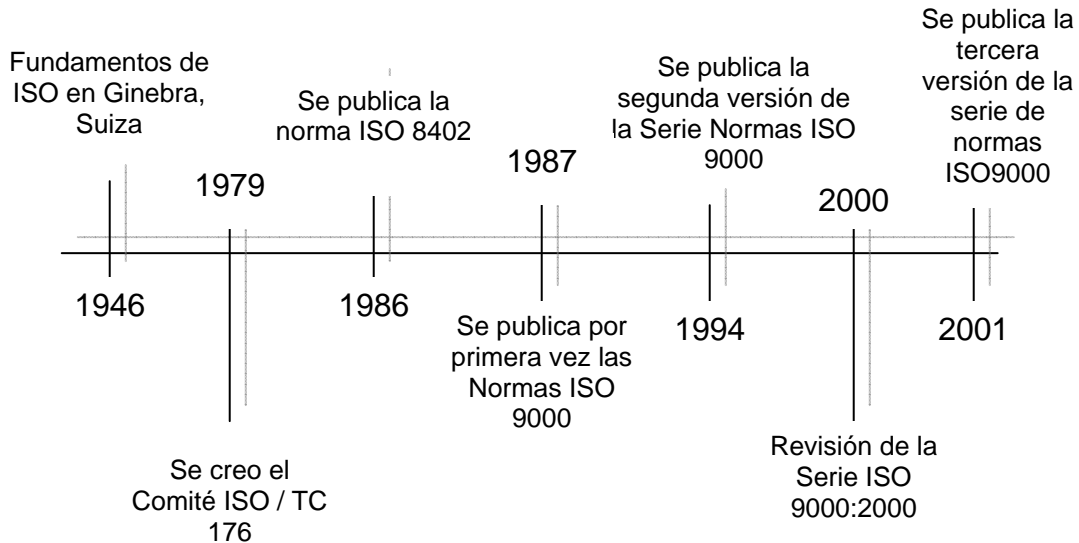 Fundamentos de
ISO en Ginebra,
Suiza
1946
1979
Se creo el
Comité ISO / TC
176
Se publica la
norma ISO 8402
1986
1987
Se publica por
primera vez las
Normas ISO
9000
Se publica la
segunda versión de
la Serie Normas ISO
9000
1994
2000
Revisión de la
Serie ISO
9000:2000
Se publica la
tercera
versión de la
serie de
normas
ISO9000
2001